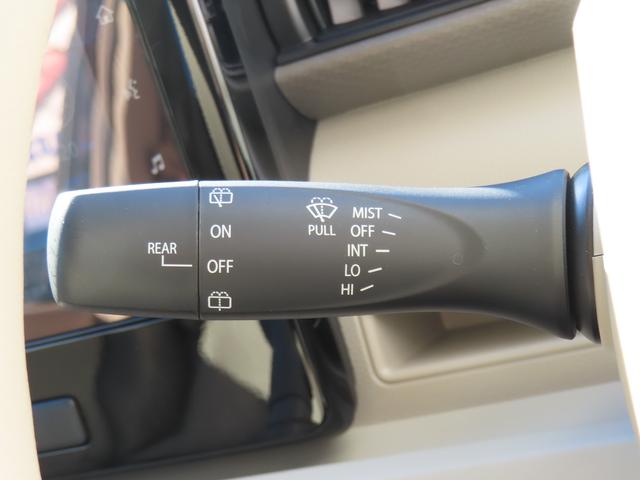 REAR
ON
OFF
PULL
MIST
OFF
INT
LO
HI